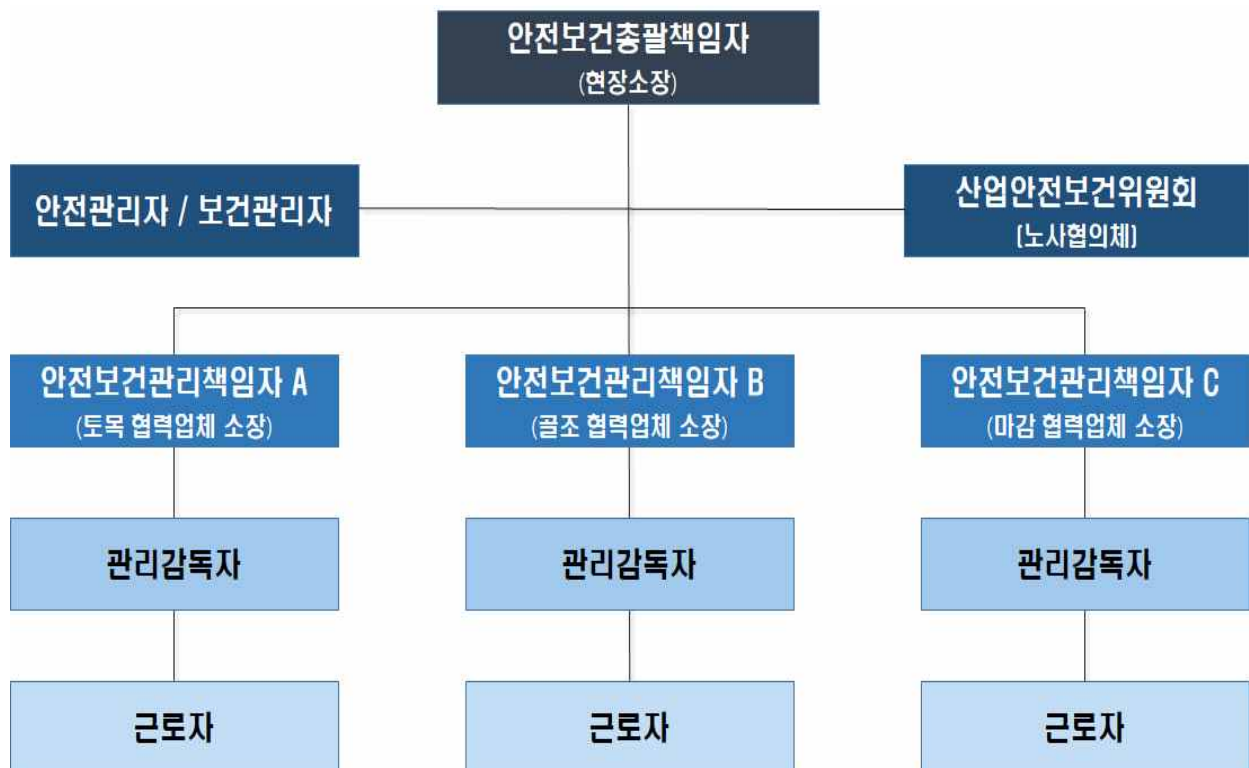 안전보건총괄책임자
(현장소장)
안전관리자 / 보건관리자
산업안전보건위원회
(노사협의체)
안전보건관리책임자 A
(토목 협력업체 소장)
안전보건관리책임자 B
(골조 협력업체 소장)
안전보건관리책임자 C
(마감 협력업체 소장)
관리감독자
관리감독자
관리감독자
근로자
근로자
근로자